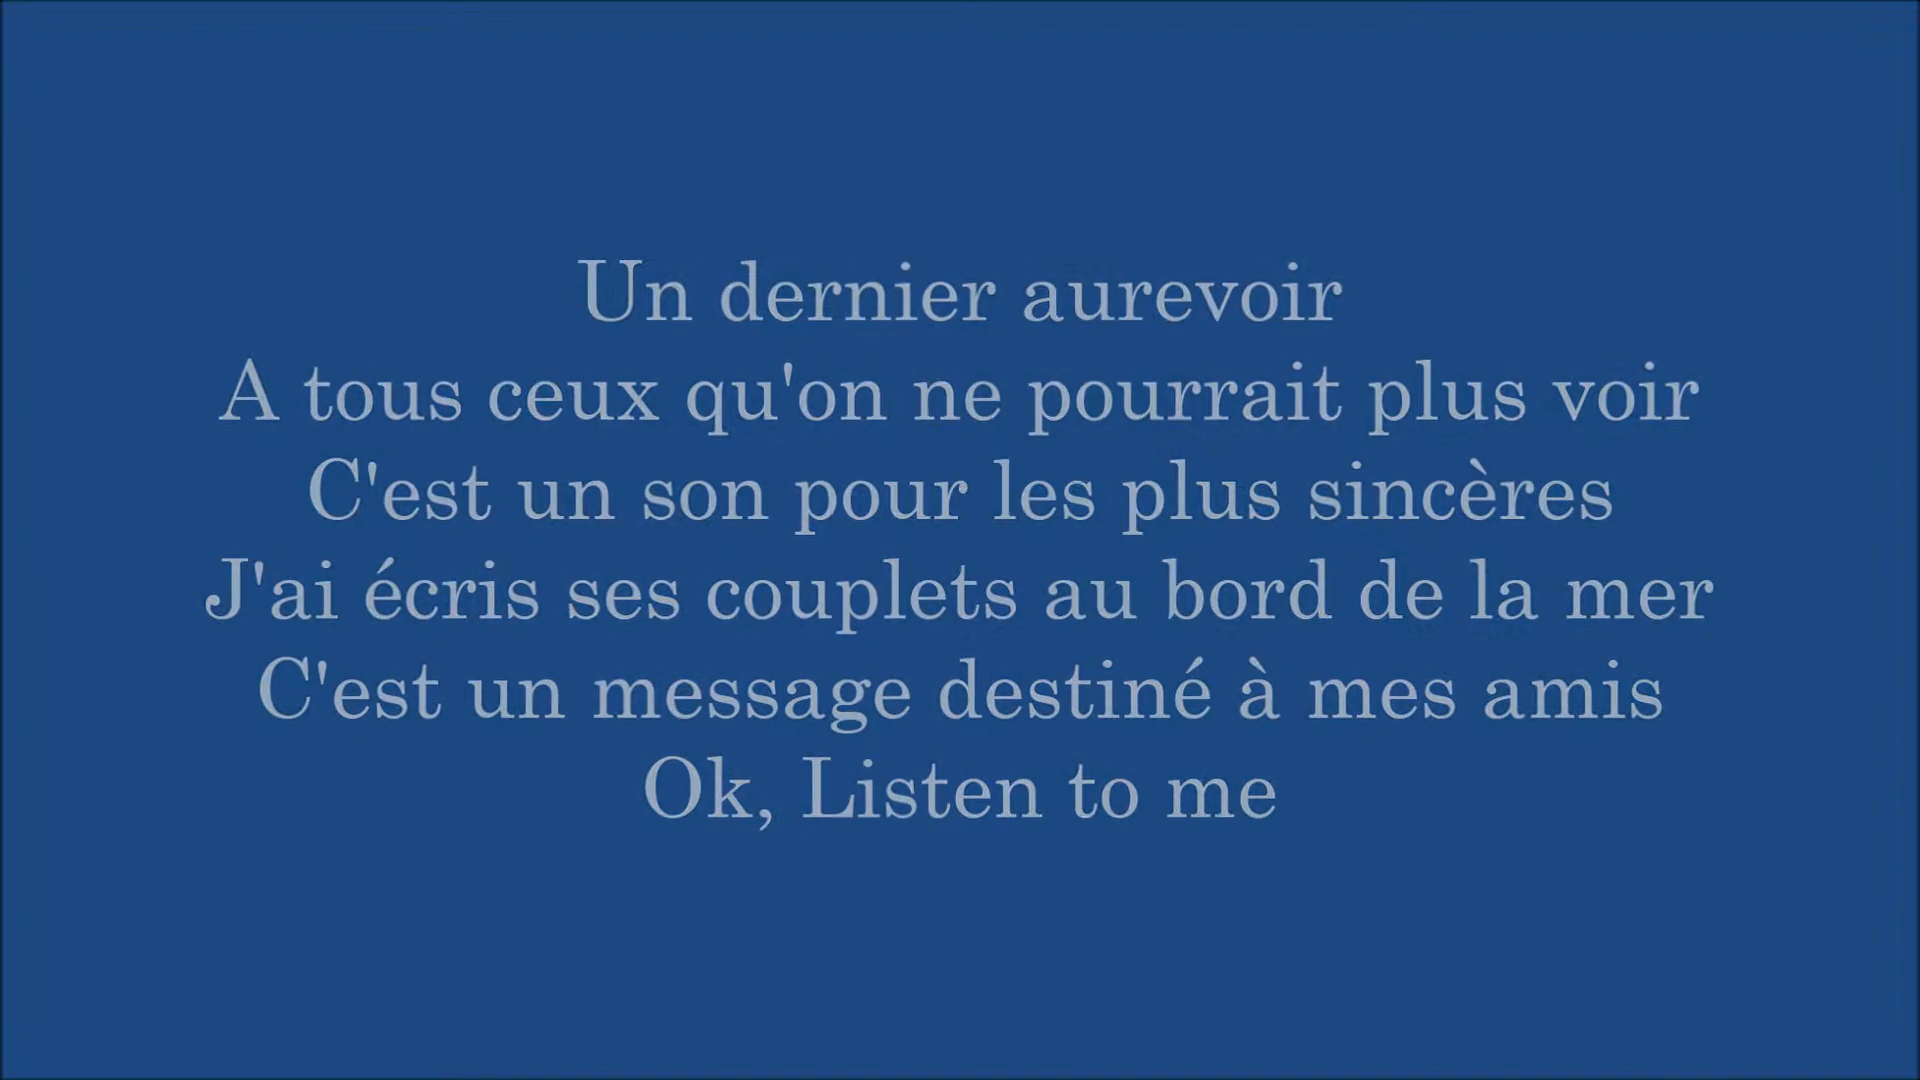 Un dernier aurevoir
A tous ceux qu'on ne pourrait plus voir
C'est un son pour les plus sincères
J'ai écris ses couplets au bord de la mer
C'est un message destiné à mes amis
Ok, Listen to me